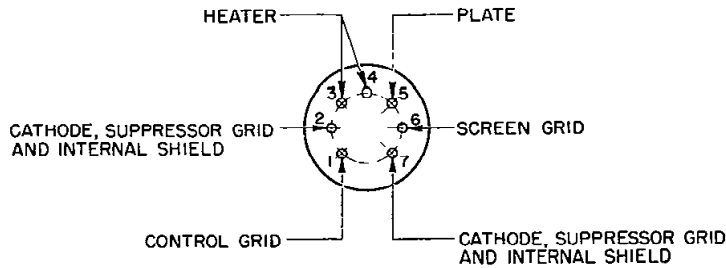 HEATER
PLATE
4
3
5
2
6
CATHODE, SUPPRESSOR GRID
AND INTERNAL SHIELD
SCREEN GRID
1
7
CONTROL GRID
CATHODE, SUPPRESSOR GRID
AND INTERNAL SHIELD